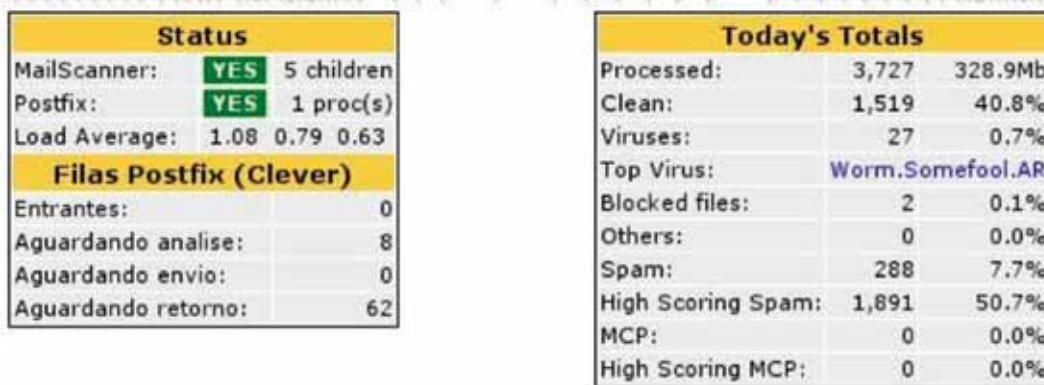 Status
MailScanner: YES 5 children
Postfix: YES 1 proc(s)
Load Average: 1.08 0.79 0.63
Filas Postfix (Clever)
Entrantes: 0
Aguardando analise: 8
Aguardando envio: 0
Aguardando retorno: 62
Today's Totals
Processed: 3,727 328.9Mb
Clean: 1,519 40.8%
Viruses: 27 0.7%
Top Virus: Worm.Somefool.AR
Blocked files: 2 0.1%
Others: 0 0.0%
Spam: 288 7.7%
High Scoring Spam: 1,891 50.7%
MCP: 0 0.0%
High Scoring MCP: 0 0.0%